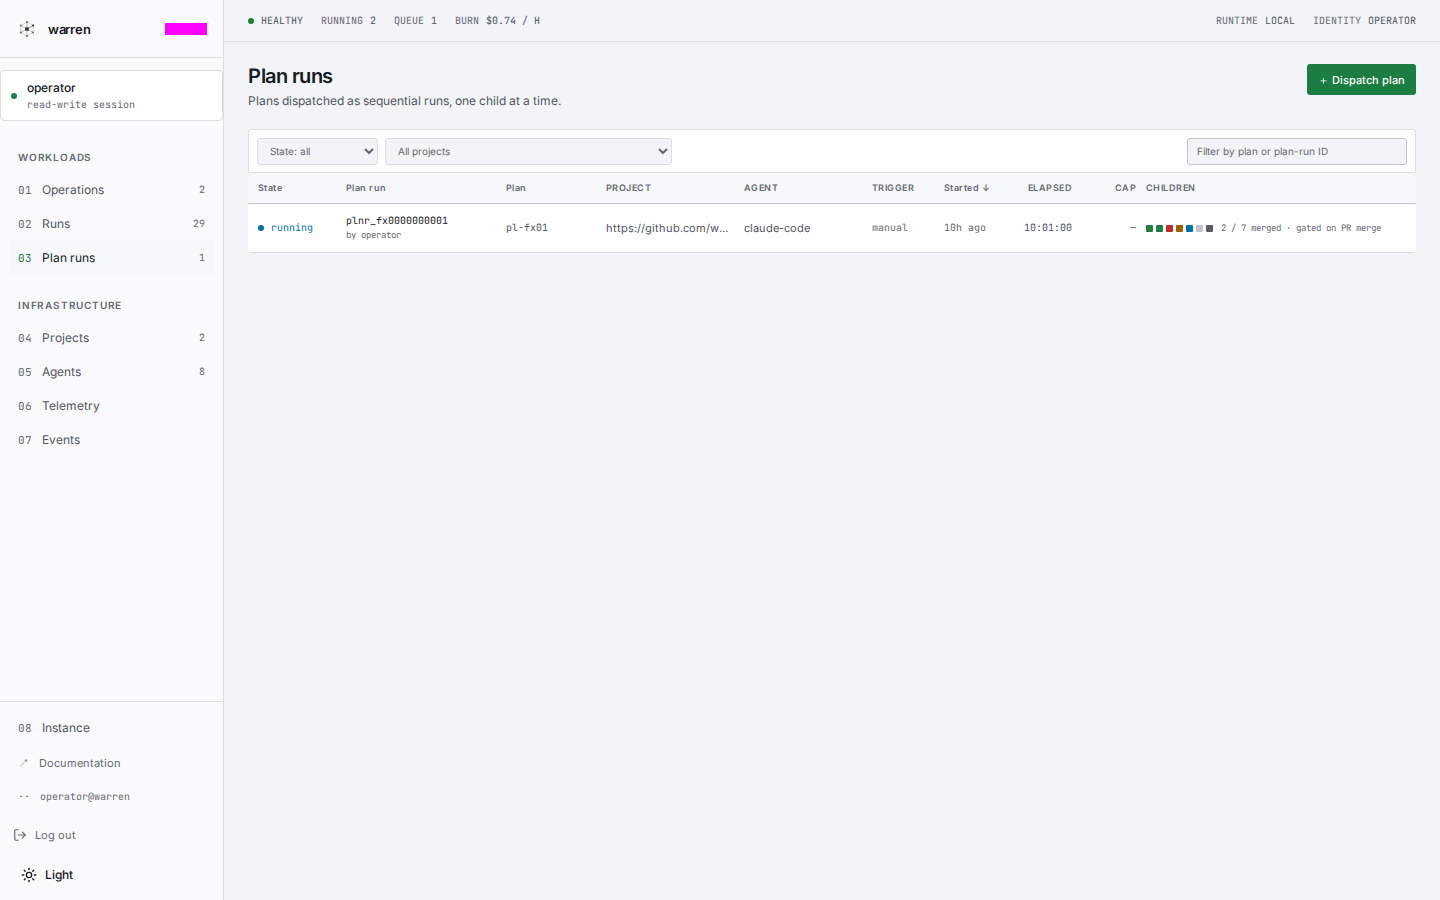 warren
operator
read-write session
WORKLOADS
01 Operations 2
02 Runs 29
03 Plan runs 1
INFRASTRUCTURE
04 Projects 2
05 Agents 8
06 Telemetry
07 Events
08 Instance
Documentation
operator@warren
Log out
Light
HEALTHY RUNNING 2 QUEUE 1 BURN $0.74 / H
RUNTIME LOCAL IDENTITY OPERATOR
Plan runs
Plans dispatched as sequential runs, one child at a time.
+ Dispatch plan
State: all
All projects
Filter by plan or plan-run ID
State Plan run Plan PROJECT AGENT TRIGGER Started ↓ ELAPSED CAP CHILDREN
running plnr_fx0000000001 pl-fx01 https://github.com/w... claude-code manual 10h ago 10:01:00 — 2 / 7 merged · gated on PR merge
by operator